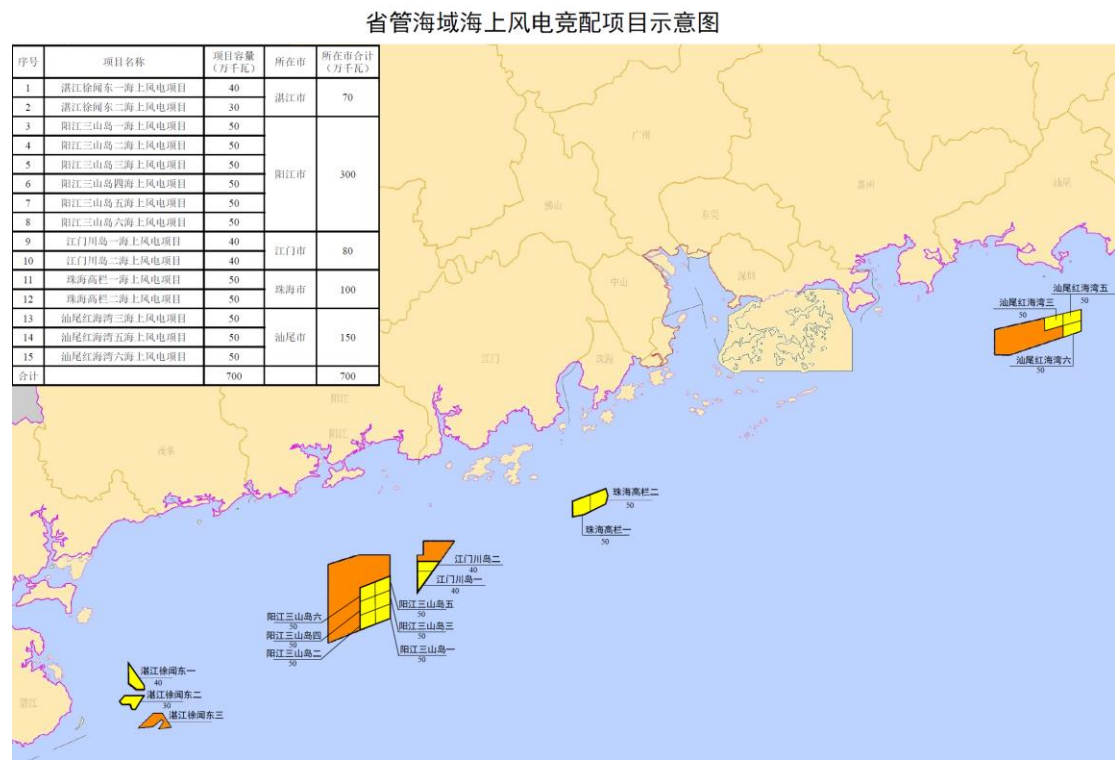 省管海域海上风电竞配项目示意图
序号 项目名称 项目容量（万千瓦） 所在市 所在市合计（万千瓦）
1 湛江徐闻东一海上风电项目 40 湛江市 70
2 湛江徐闻东二海上风电项目 30
3 阳江三山岛一海上风电项目 50 阳江市 300
4 阳江三山岛二海上风电项目 50
5 阳江三山岛三海上风电项目 50
6 阳江三山岛四海上风电项目 50
7 阳江三山岛五海上风电项目 50
8 阳江三山岛六海上风电项目 50
9 江门川岛一海上风电项目 40 江门市 80
10 江门川岛二海上风电项目 40
11 珠海高栏一海上风电项目 50 珠海市 100
12 珠海高栏二海上风电项目 50
13 汕尾红海湾三海上风电项目 50 汕尾市 150
14 汕尾红海湾五海上风电项目 50
15 汕尾红海湾六海上风电项目 50
合计 700 700
广州
惠州
汕尾
佛山
东莞
中山
深圳
江门
珠海
阳江
阳江
茂名
湛江
汕尾红海湾五
50
汕尾红海湾三
50
汕尾红海湾六
50
珠海高栏二
50
珠海高栏一
50
江门川岛二
40
江门川岛一
40
阳江三山岛五
50
阳江三山岛六
50
阳江三山岛三
50
阳江三山岛四
50
阳江三山岛一
50
阳江三山岛二
50
湛江徐闻东一
40
湛江徐闻东二
30
湛江徐闻东三